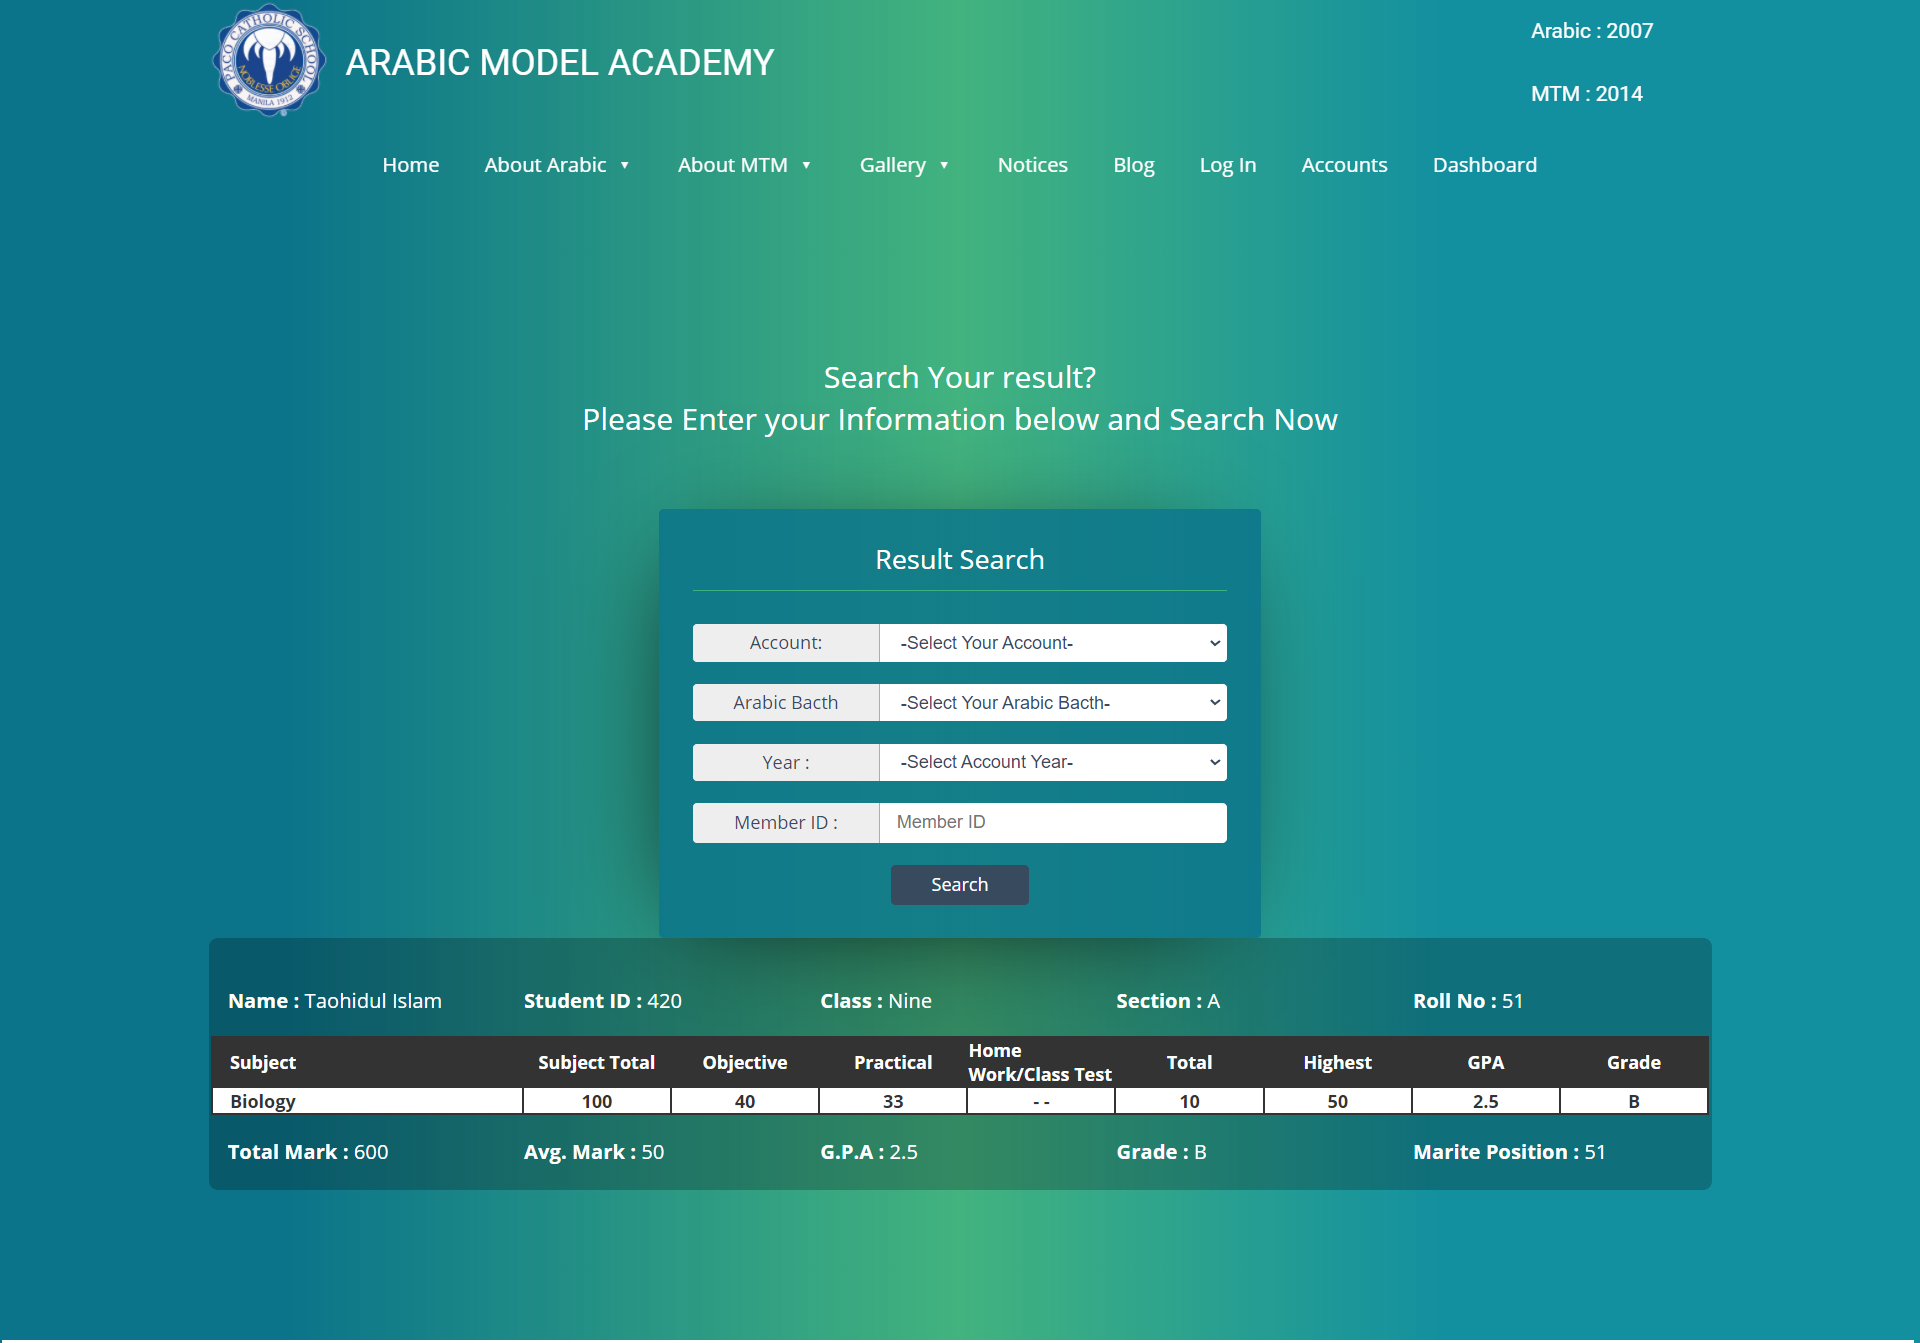 PACO CATHOLIC SCHOOL
NOBLESSE OBLIGE
MANILA 1912
ARABIC MODEL ACADEMY
Arabic : 2007
MTM : 2014
Home About Arabic ▼ About MTM ▼ Gallery ▼ Notices Blog Log In Accounts Dashboard
Search Your result?
Please Enter your Information below and Search Now
Result Search
Account: -Select Your Account-
Arabic Bacth -Select Your Arabic Bacth-
Year : -Select Account Year-
Member ID : Member ID
Search
Name : Taohidul Islam Student ID : 420 Class : Nine Section : A Roll No : 51
Subject Subject Total Objective Practical Home Work/Class Test Total Highest GPA Grade
Biology 100 40 33 - - 10 50 2.5 B
Total Mark : 600 Avg. Mark : 50 G.P.A : 2.5 Grade : B Marite Position : 51